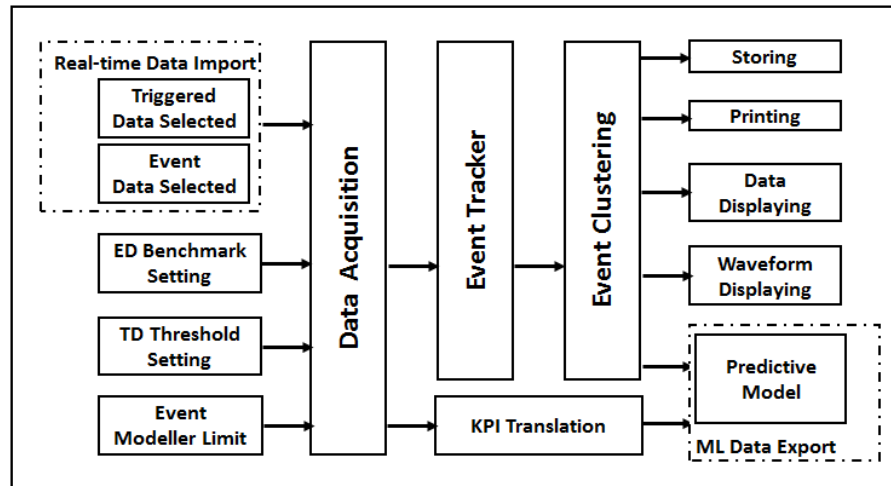 Real-time Data Import
Triggered
Data Selected
Event
Data Selected
ED Benchmark
Setting
TD Threshold
Setting
Event
Modeller Limit
Data Acquisition
Event Tracker
Event Clustering
KPI Translation
Storing
Printing
Data
Displaying
Waveform
Displaying
Predictive
Model
ML Data Export